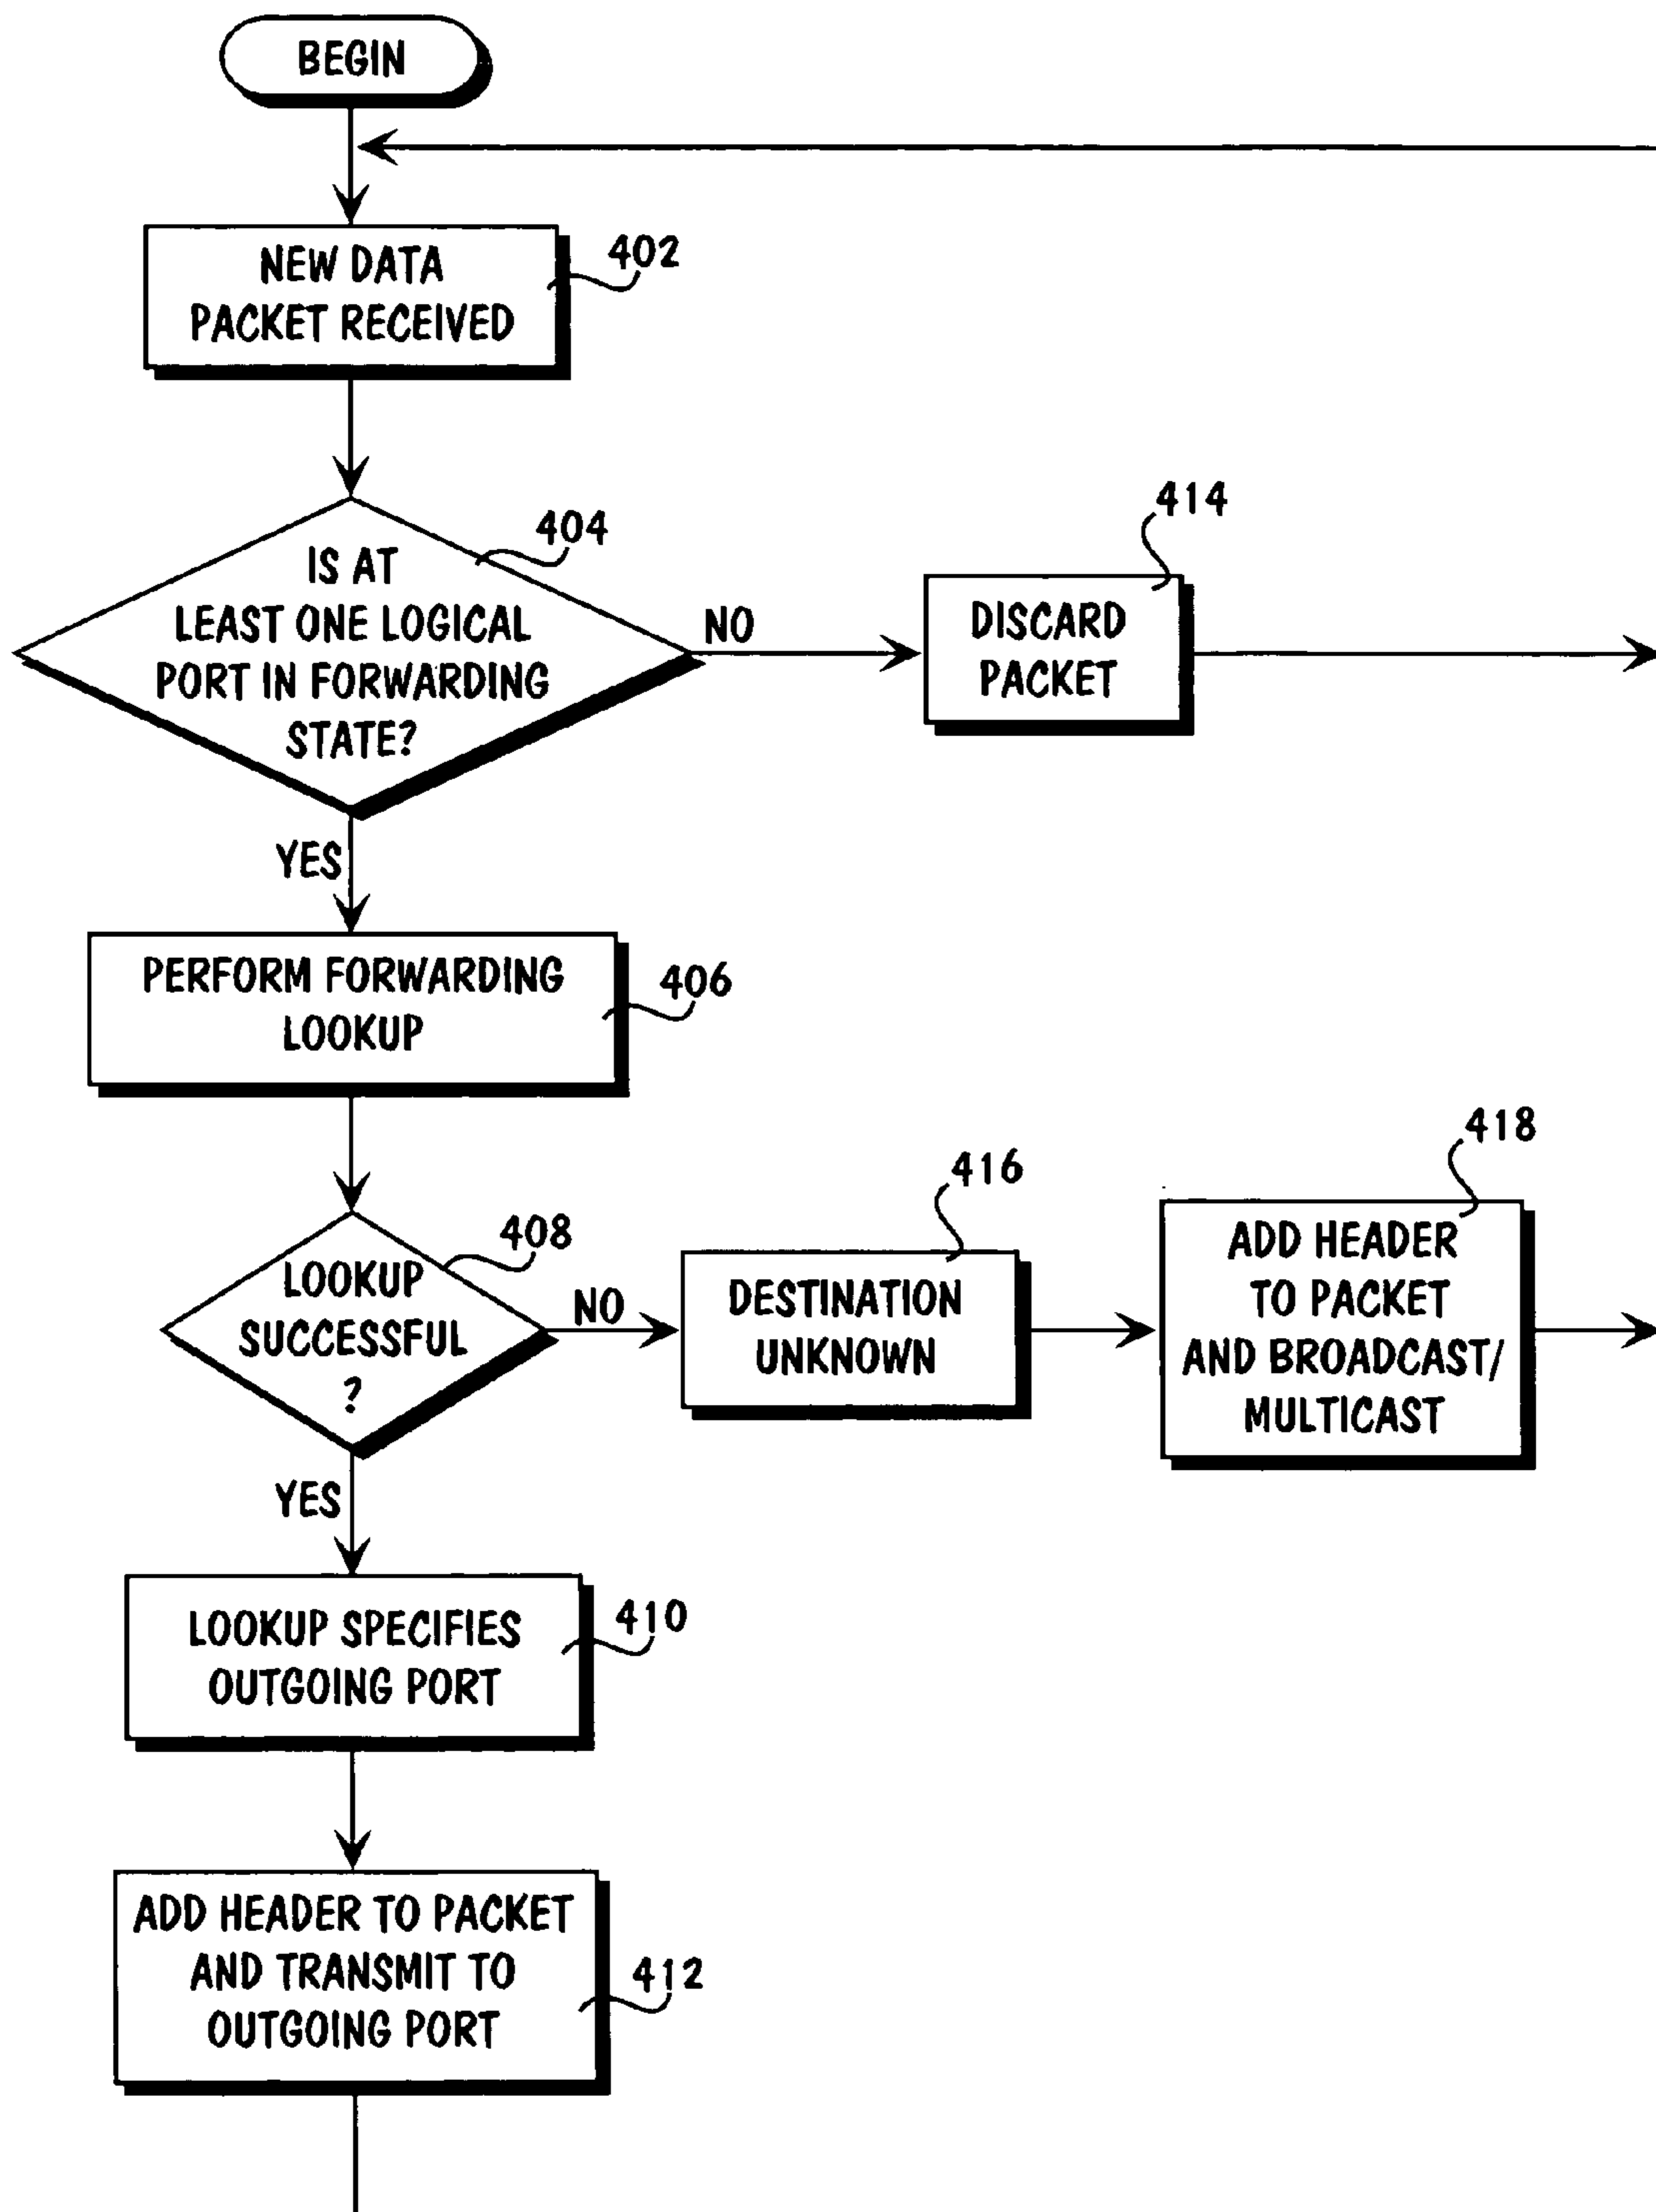 BEGIN
NEW DATA
PACKET RECEIVED
402
IS AT
LEAST ONE LOGICAL
PORT IN FORWARDING
STATE?
404
NO
414
DISCARD
PACKET
YES
PERFORM FORWARDING
LOOKUP
406
LOOKUP
SUCCESSFUL
?
408
NO
416
DESTINATION
UNKNOWN
418
ADD HEADER
TO PACKET
AND BROADCAST/
MULTICAST
YES
LOOKUP SPECIFIES
OUTGOING PORT
410
ADD HEADER TO PACKET
AND TRANSMIT TO
OUTGOING PORT
412